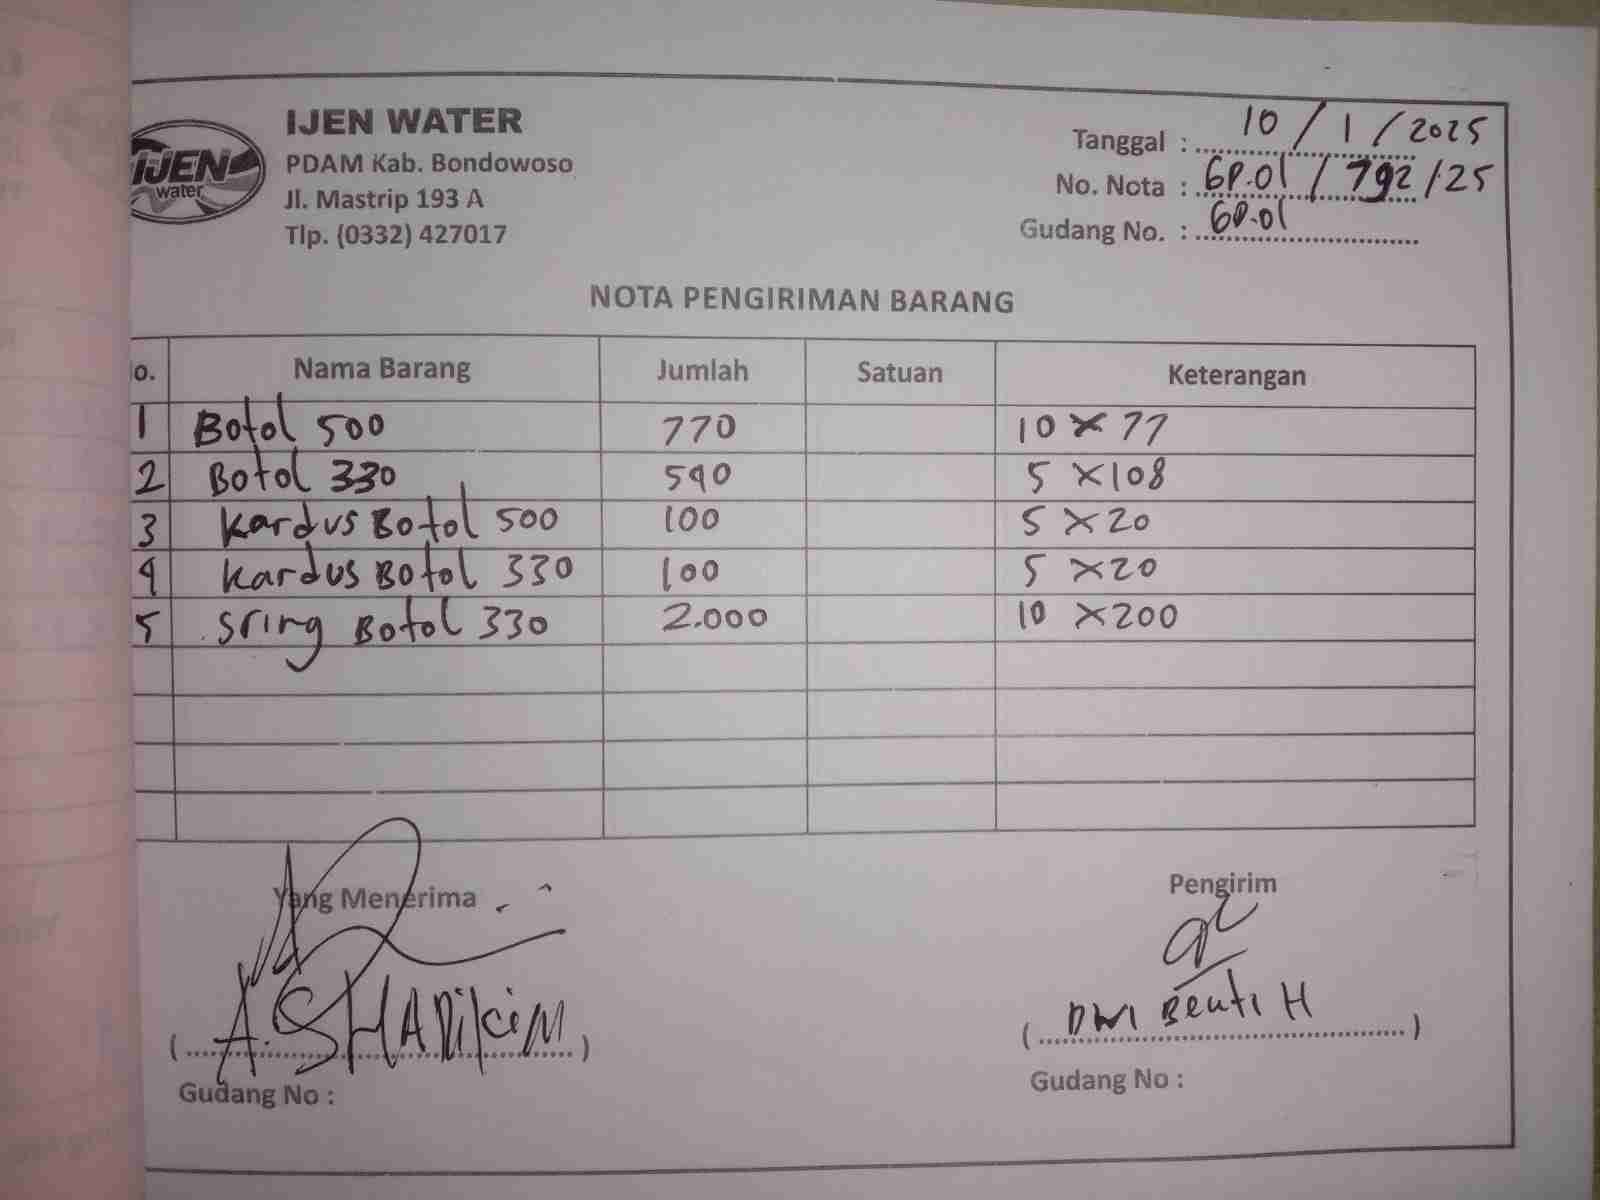 IJEN
water
IJEN WATER
PDAM Kab. Bondowoso
Jl. Mastrip 193 A
Tlp. (0332) 427017
Tanggal : 10 / 1 / 2025
No. Nota : GP.01 / 792 / 25
Gudang No. : GP.01
NOTA PENGIRIMAN BARANG
o. Nama Barang Jumlah Satuan Keterangan
1 Botol 500 770 10 x 77
2 Botol 330 540 5 x 108
3 Kardus Botol 500 100 5 x 20
4 Kardus Botol 330 100 5 x 20
5 Sring Botol 330 2.000 10 x 200
Yang Menerima Pengirim
( A. SHADikiM ) ( DWI Benti H )
Gudang No : Gudang No :